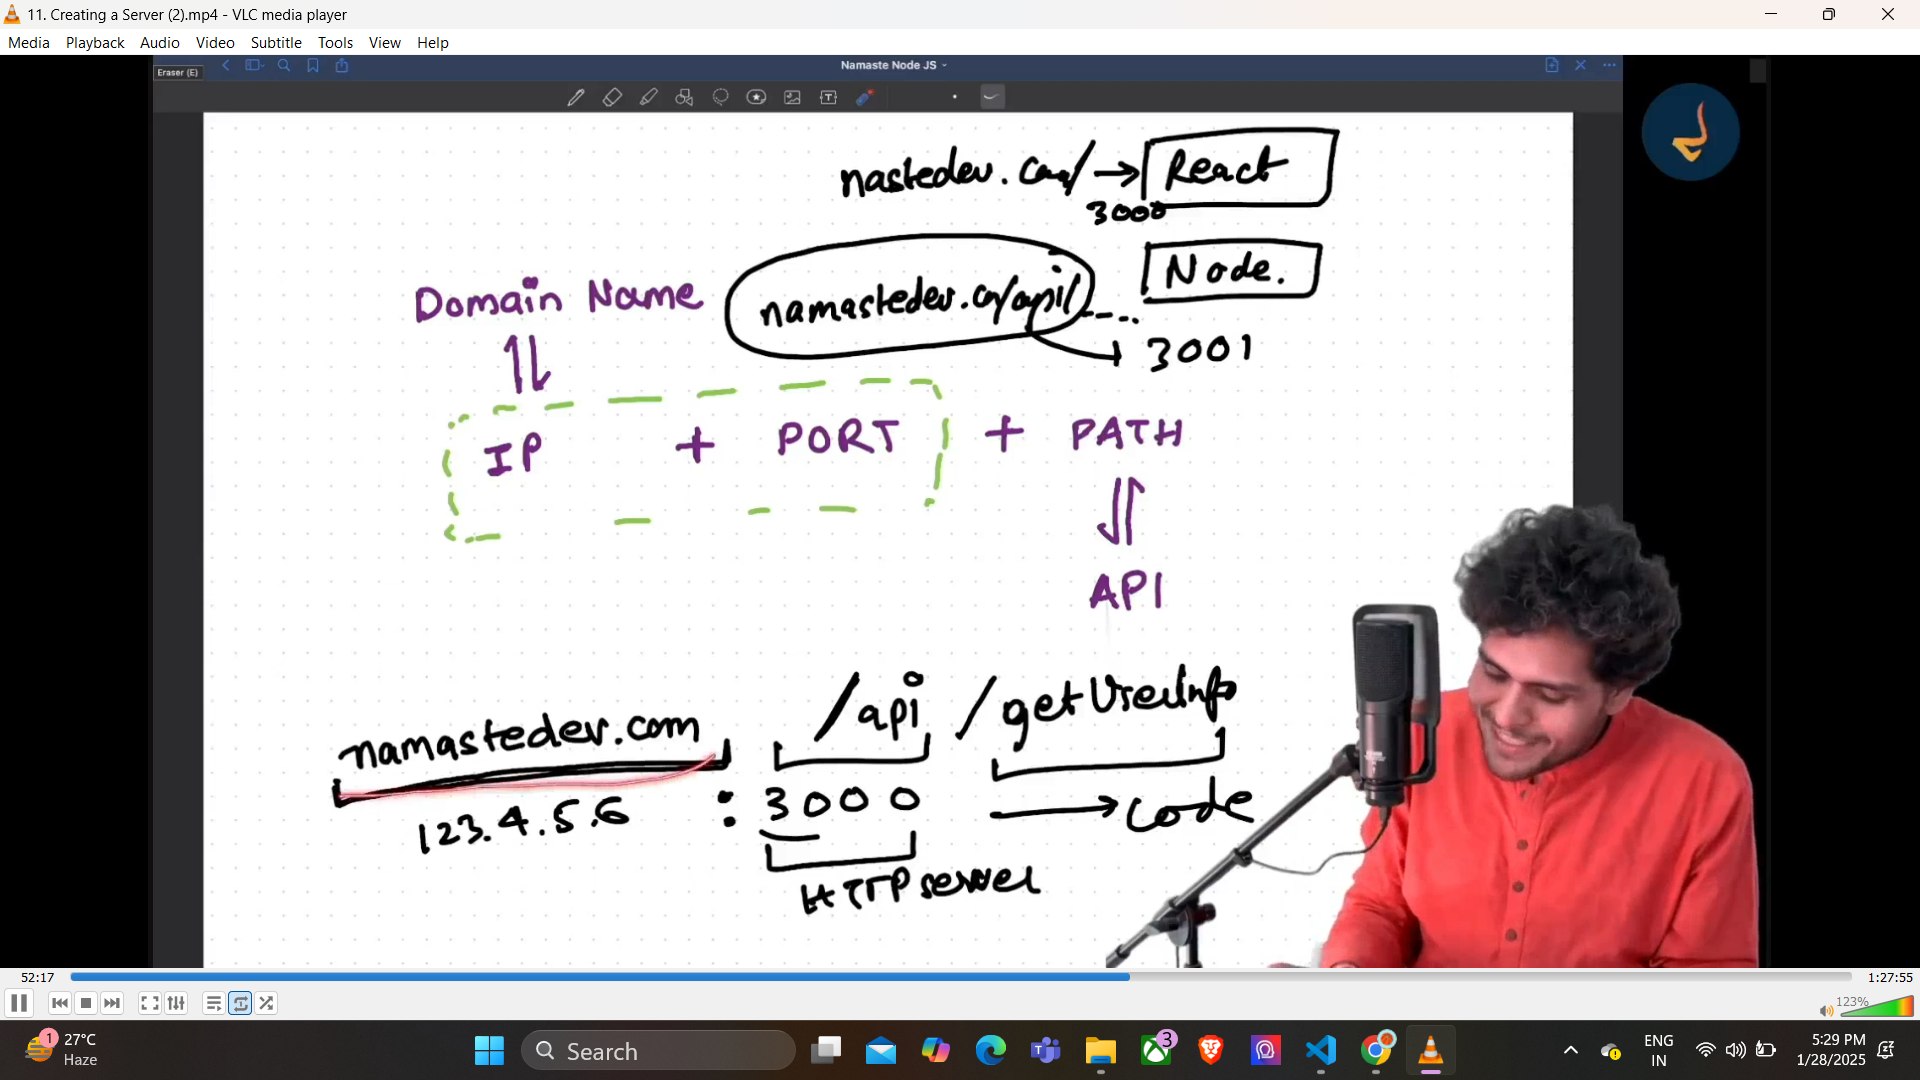 11. Creating a Server (2).mp4 - VLC media player
Media Playback Audio Video Subtitle Tools View Help
Eraser (E)
Namaste Node JS
nastedev.com/ → React
3000
Domain Name
namastedev.cn/api/
Node.
3001
IP + PORT + PATH
API
namastedev.com /api /getUserInfo
123.4.5.6 : 3000 → code
HTTP server
52:17
1:27:55
123%
1
27°C
Haze
Search
3
ENG
IN
5:29 PM
1/28/2025